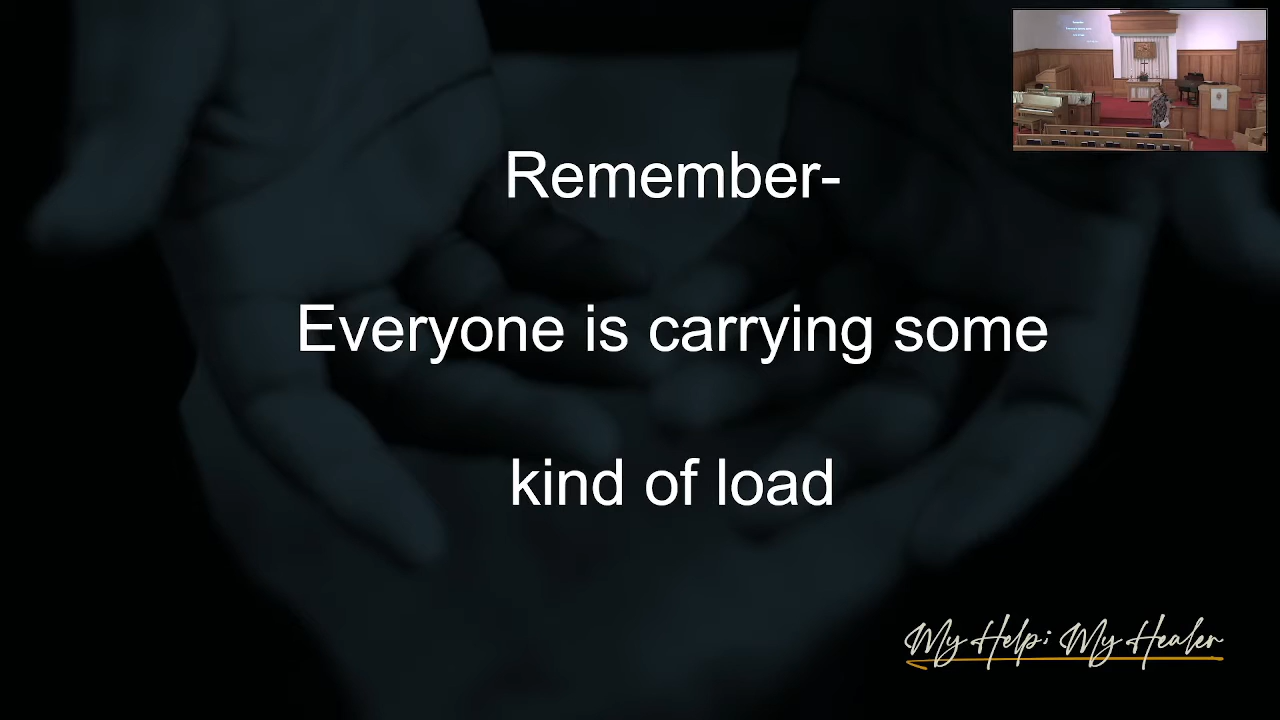 Remember-
Everyone is carrying some
kind of load
My Help; My Healer